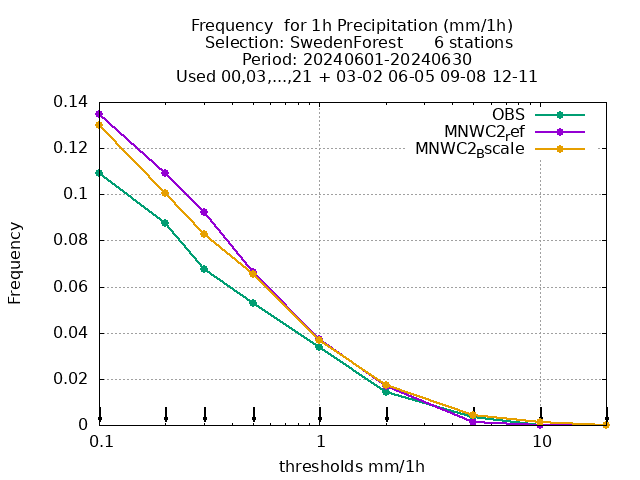 Frequency  for 1h Precipitation (mm/1h)
Selection: SwedenForest      6 stations
Period: 20240601-20240630
Used 00,03,...,21 + 03-02 06-05 09-08 12-11
OBS
MNWC2ref
MNWC2Bscale
0.14
0.12
0.1
0.08
0.06
0.04
0.02
0
Frequency
0.1 1 10
thresholds mm/1h